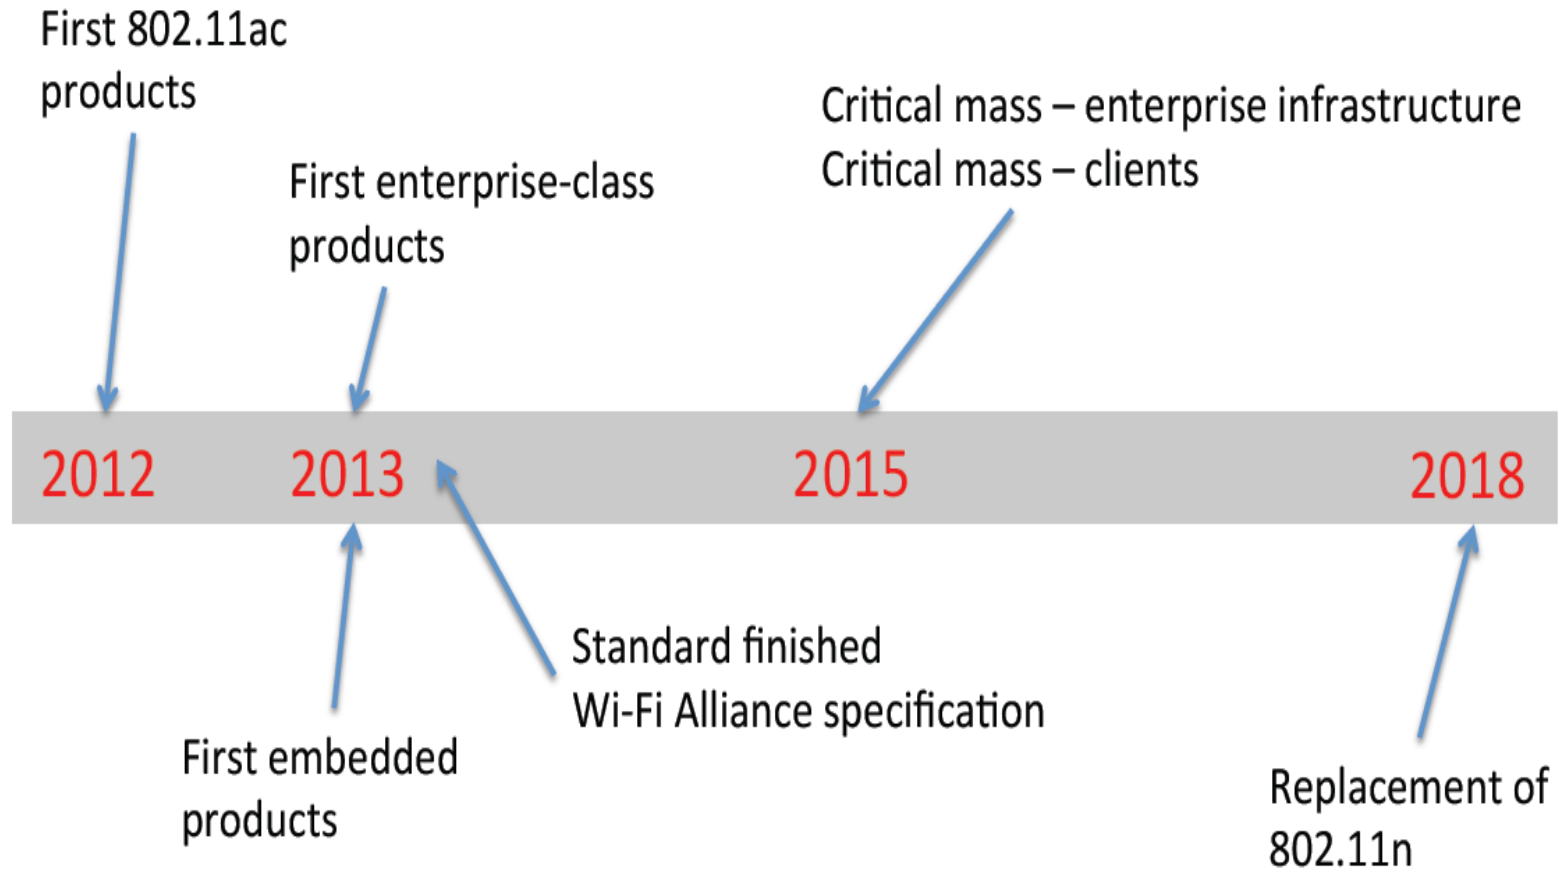 First 802.11ac
products
First enterprise-class
products
Critical mass – enterprise infrastructure
Critical mass – clients
2012
2013
2015
2018
Standard finished
Wi-Fi Alliance specification
First embedded
products
Replacement of
802.11n